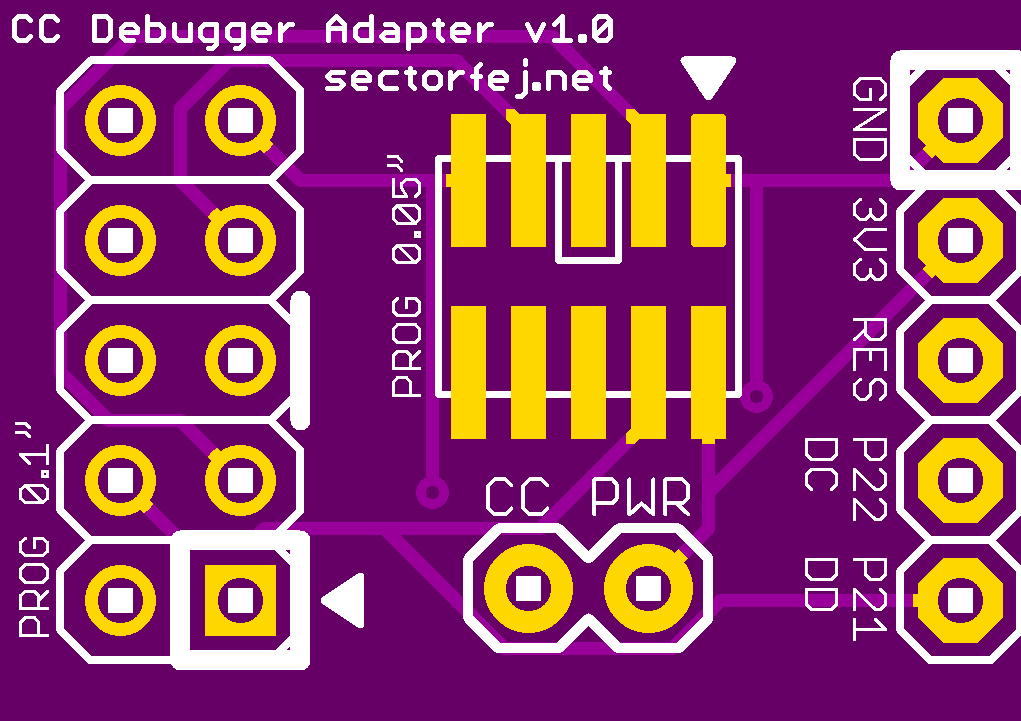 CC Debugger Adapter v1.0
sectorfej.net
PROG 0.05”
PROG 0.1”
CC PWR
GND
3V3
RES
P22
DC
P21
DD